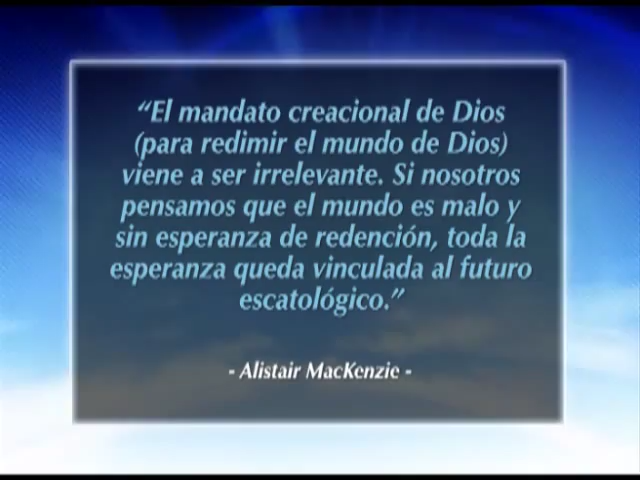 “El mandato creacional de Dios
(para redimir el mundo de Dios)
viene a ser irrelevante. Si nosotros
pensamos que el mundo es malo y
sin esperanza de redención, toda la
esperanza queda vinculada al futuro
escatológico.”
- Alistair MacKenzie -